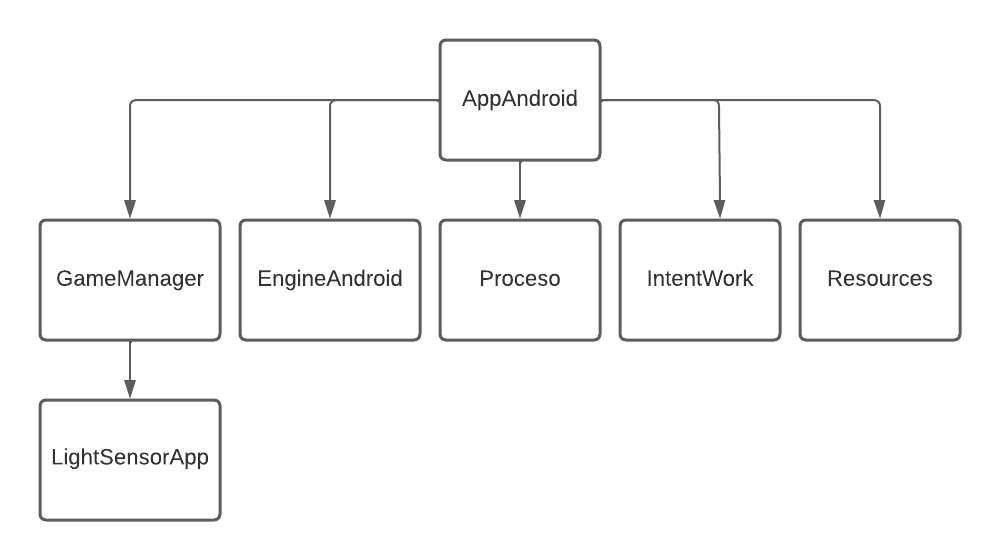 AppAndroid
GameManager
EngineAndroid
Proceso
IntentWork
Resources
LightSensorApp